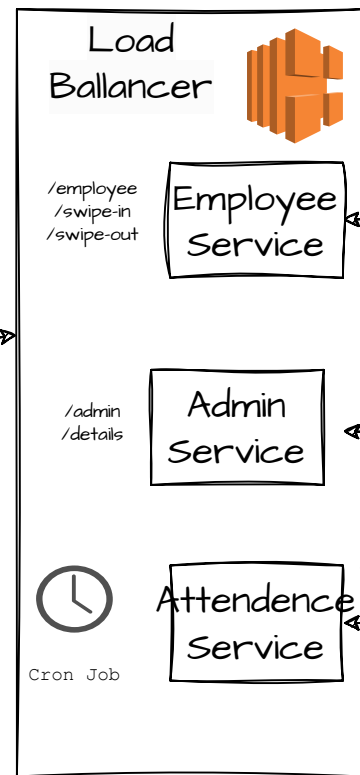 Load
Ballancer
/employee
/swipe-in
/swipe-out
Employee
Service
/admin
/details
Admin
Service
Attendence
Service
Cron Job